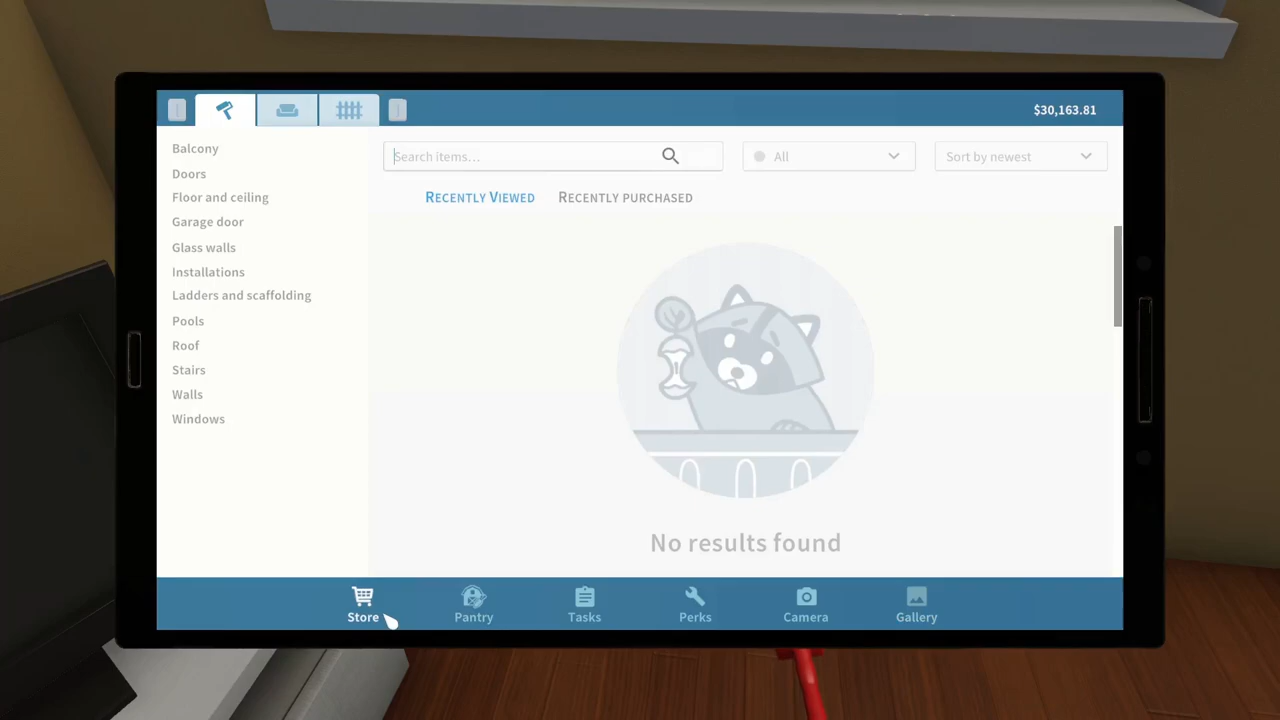 $30,163.81
Search items...
All
Sort by newest
RECENTLY VIEWED
RECENTLY PURCHASED
Balcony
Doors
Floor and ceiling
Garage door
Glass walls
Installations
Ladders and scaffolding
Pools
Roof
Stairs
Walls
Windows
No results found
Store
Pantry
Tasks
Perks
Camera
Gallery